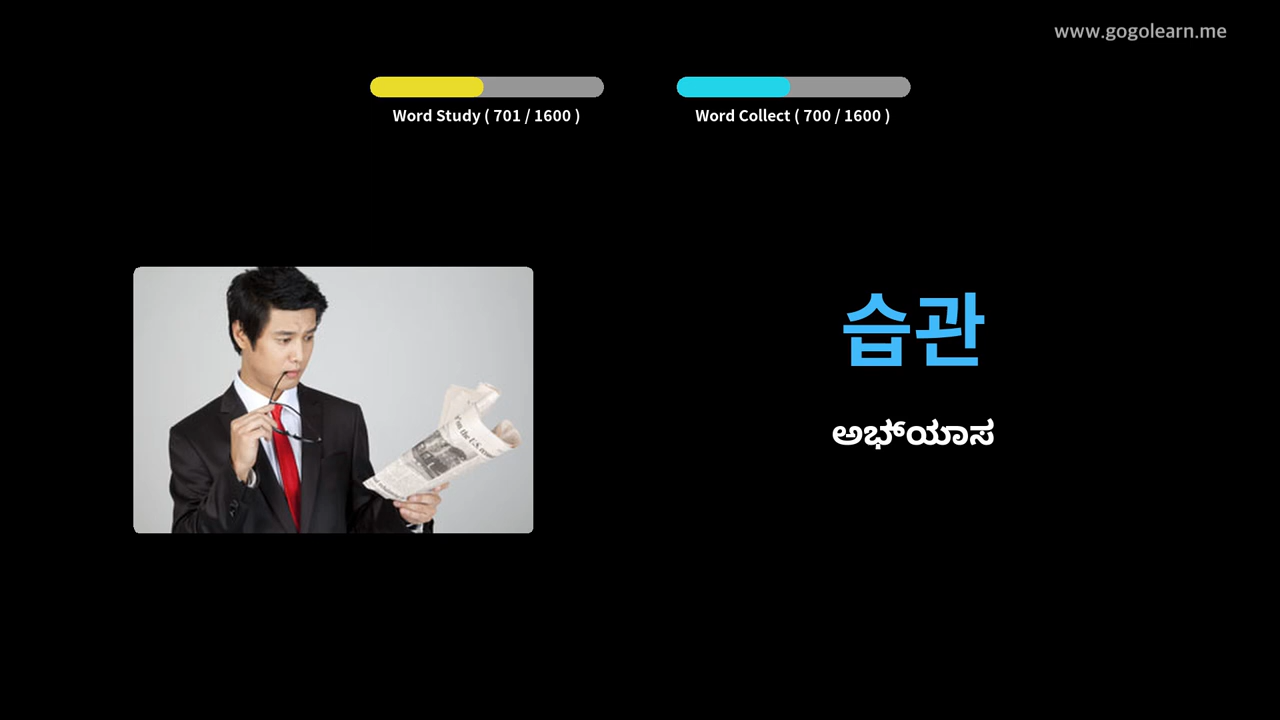 www.gogolearn.me
Word Study ( 701 / 1600 )
Word Collect ( 700 / 1600 )
습관
ಅಭ್ಯಾಸ